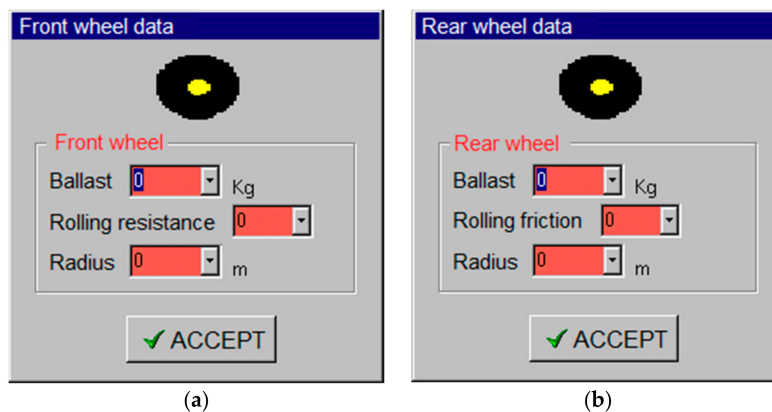 Front wheel data
Front wheel
Ballast 0 Kg
Rolling resistance 0
Radius 0 m
ACCEPT
(a)
Rear wheel data
Rear wheel
Ballast 0 Kg
Rolling friction 0
Radius 0 m
ACCEPT
(b)